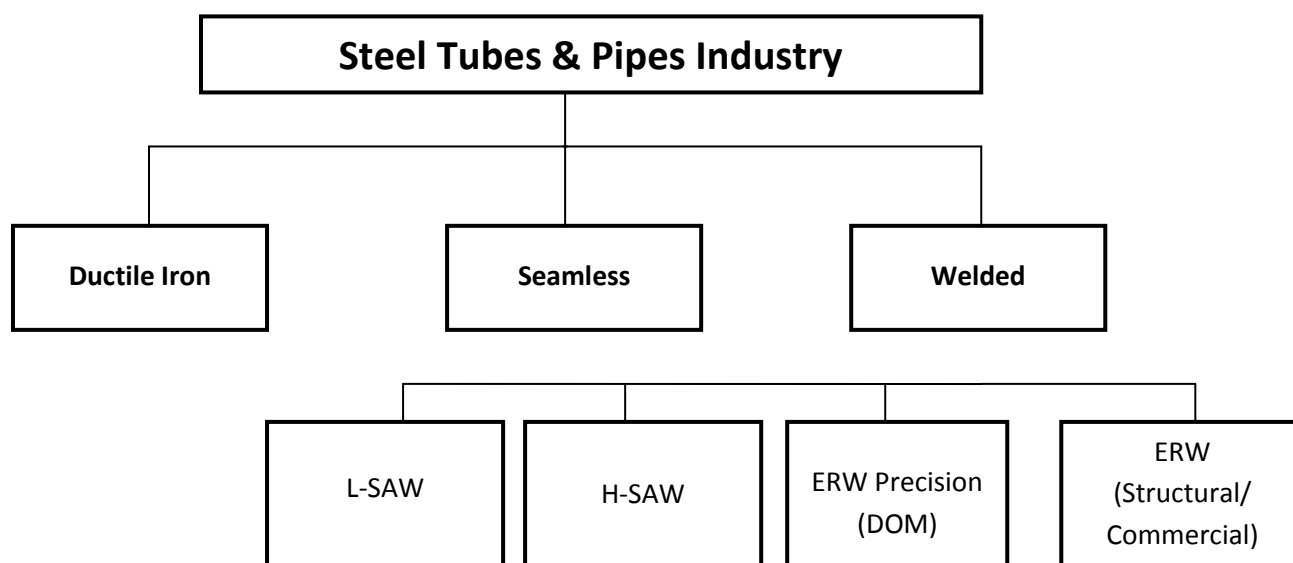 Steel Tubes & Pipes Industry
Ductile Iron
Seamless
Welded
L-SAW
H-SAW
ERW Precision
(DOM)
ERW
(Structural/
Commercial)